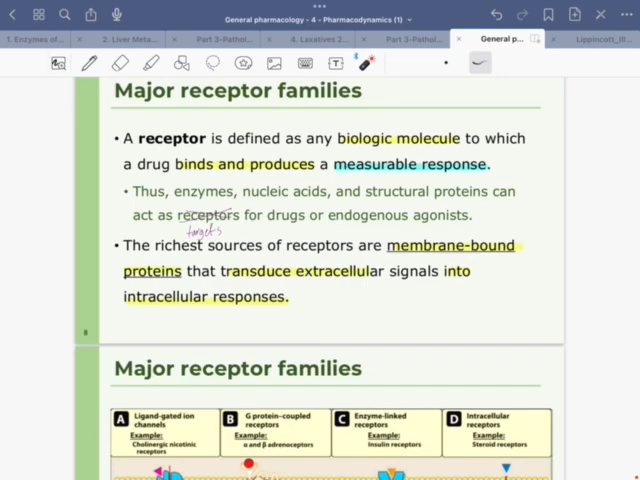 General pharmacology - 4 - Pharmacodynamics (1)
1. Enzymes of...
2. Liver Meta...
Part 3-Pathol...
4. Laxatives 2...
Part 3-Pathol...
General p...
Lippincott_Ill...
Major receptor families
• A receptor is defined as any biologic molecule to which
a drug binds and produces a measurable response.
• Thus, enzymes, nucleic acids, and structural proteins can
act as receptors for drugs or endogenous agonists.
targets
• The richest sources of receptors are membrane-bound
proteins that transduce extracellular signals into
intracellular responses.
8
Major receptor families
A Ligand-gated ion
channels
Example:
Cholinergic nicotinic
receptors
B G protein–coupled
receptors
Example:
α and β adrenoceptors
C Enzyme-linked
receptors
Example:
Insulin receptors
D Intracellular
receptors
Example:
Steroid receptors